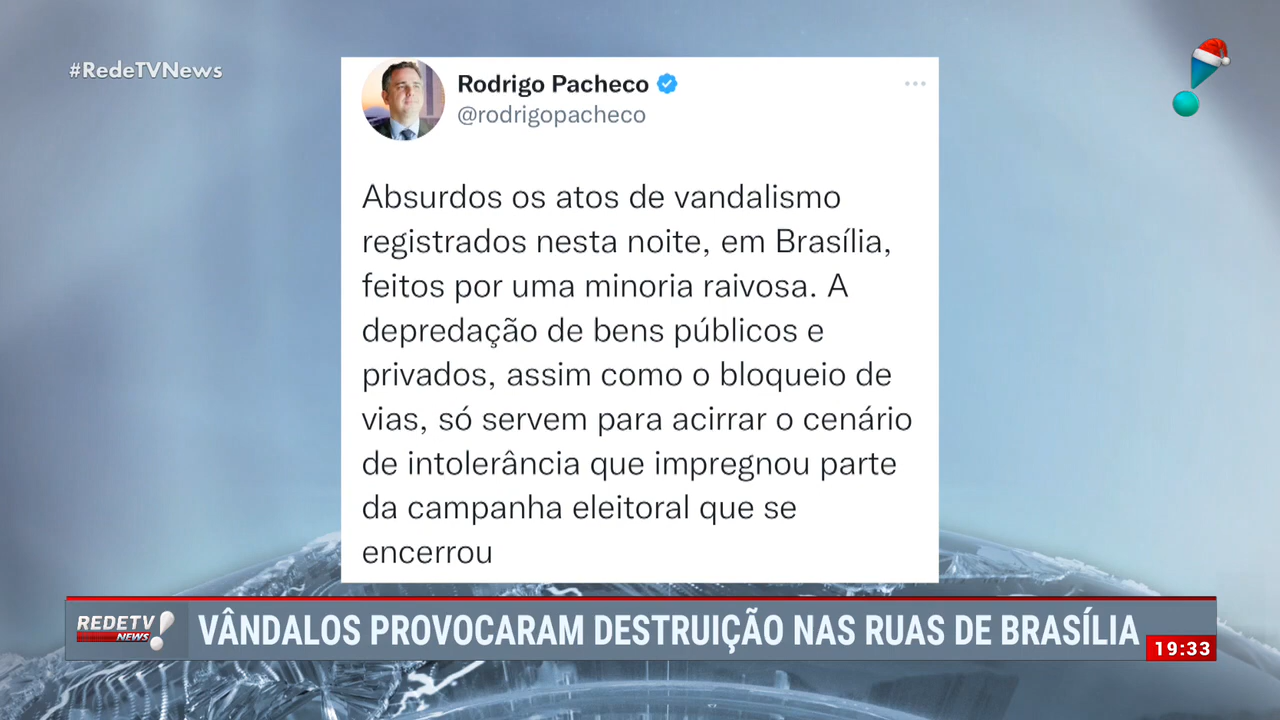 #RedeTVNews
Rodrigo Pacheco
@rodrigopacheco
Absurdos os atos de vandalismo
registrados nesta noite, em Brasília,
feitos por uma minoria raivosa. A
depredação de bens públicos e
privados, assim como o bloqueio de
vias, só servem para acirrar o cenário
de intolerância que impregnou parte
da campanha eleitoral que se
encerrou
REDETV!
NEWS
VÂNDALOS PROVOCARAM DESTRUIÇÃO NAS RUAS DE BRASÍLIA
19:33